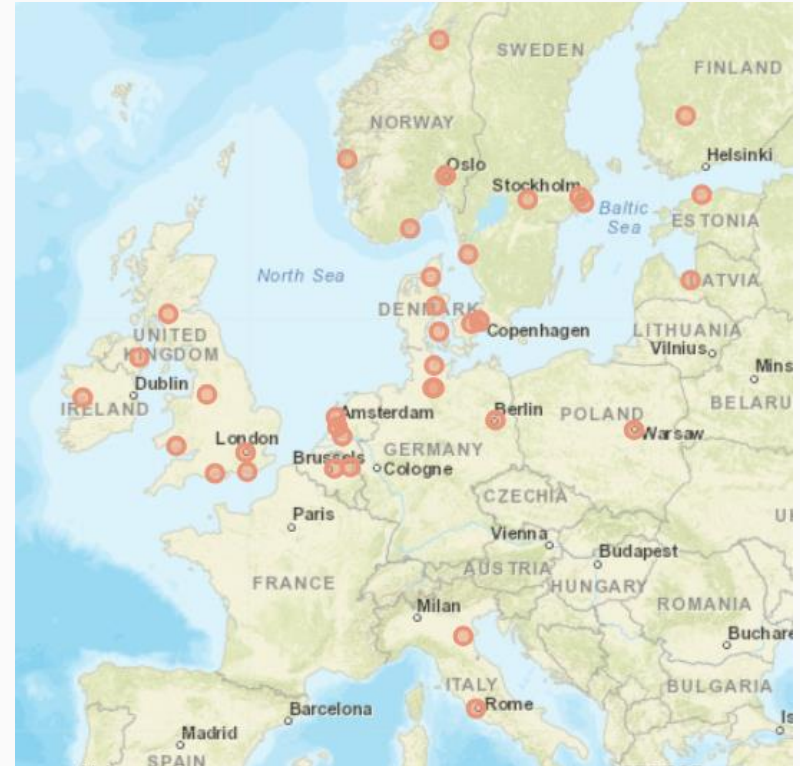 SWEDEN
FINLAND
NORWAY
Oslo
Helsinki
Stockholm
Baltic
Sea
ESTONIA
North Sea
LATVIA
DENMARK
Copenhagen
UNITED
KINGDOM
LITHUANIA
Vilnius
Mins
Dublin
IRELAND
Amsterdam
Berlin
POLAND
BELARU
Warsaw
London
GERMANY
Brussels
Cologne
CZECHIA
Paris
U
Vienna
Budapest
AUSTRIA
HUNGARY
FRANCE
Milan
ROMANIA
Buchare
ITALY
Rome
BULGARIA
Barcelona
Madrid
Is
SPAIN